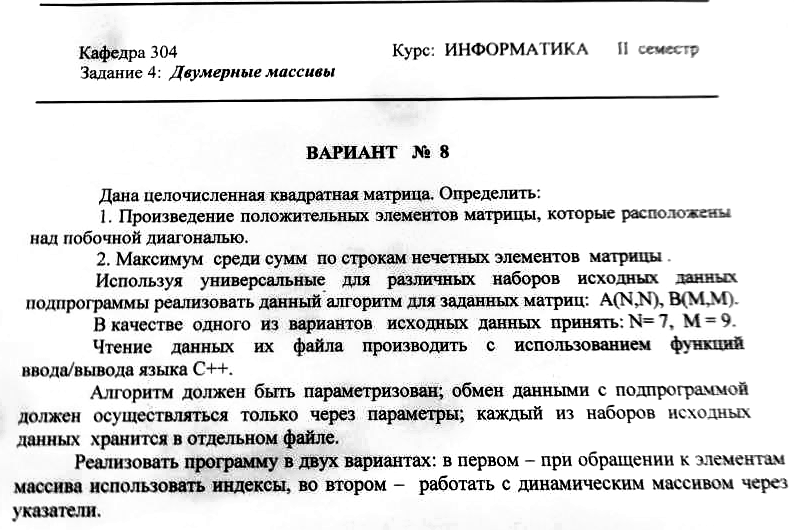 Кафедра 304 Курс: ИНФОРМАТИКА II семестр
Задание 4: Двумерные массивы
ВАРИАНТ № 8
Дана целочисленная квадратная матрица. Определить:
1. Произведение положительных элементов матрицы, которые расположены
над побочной диагональю.
2. Максимум среди сумм по строкам нечетных элементов матрицы .
Используя универсальные для различных наборов исходных данных
подпрограммы реализовать данный алгоритм для заданных матриц: A(N,N), B(M,M).
В качестве одного из вариантов исходных данных принять: N= 7, M = 9.
Чтение данных их файла производить с использованием функций
ввода/вывода языка С++.
Алгоритм должен быть параметризован; обмен данными с подпрограммой
должен осуществляться только через параметры; каждый из наборов исходных
данных хранится в отдельном файле.
Реализовать программу в двух вариантах: в первом – при обращении к элементам
массива использовать индексы, во втором – работать с динамическим массивом через
указатели.